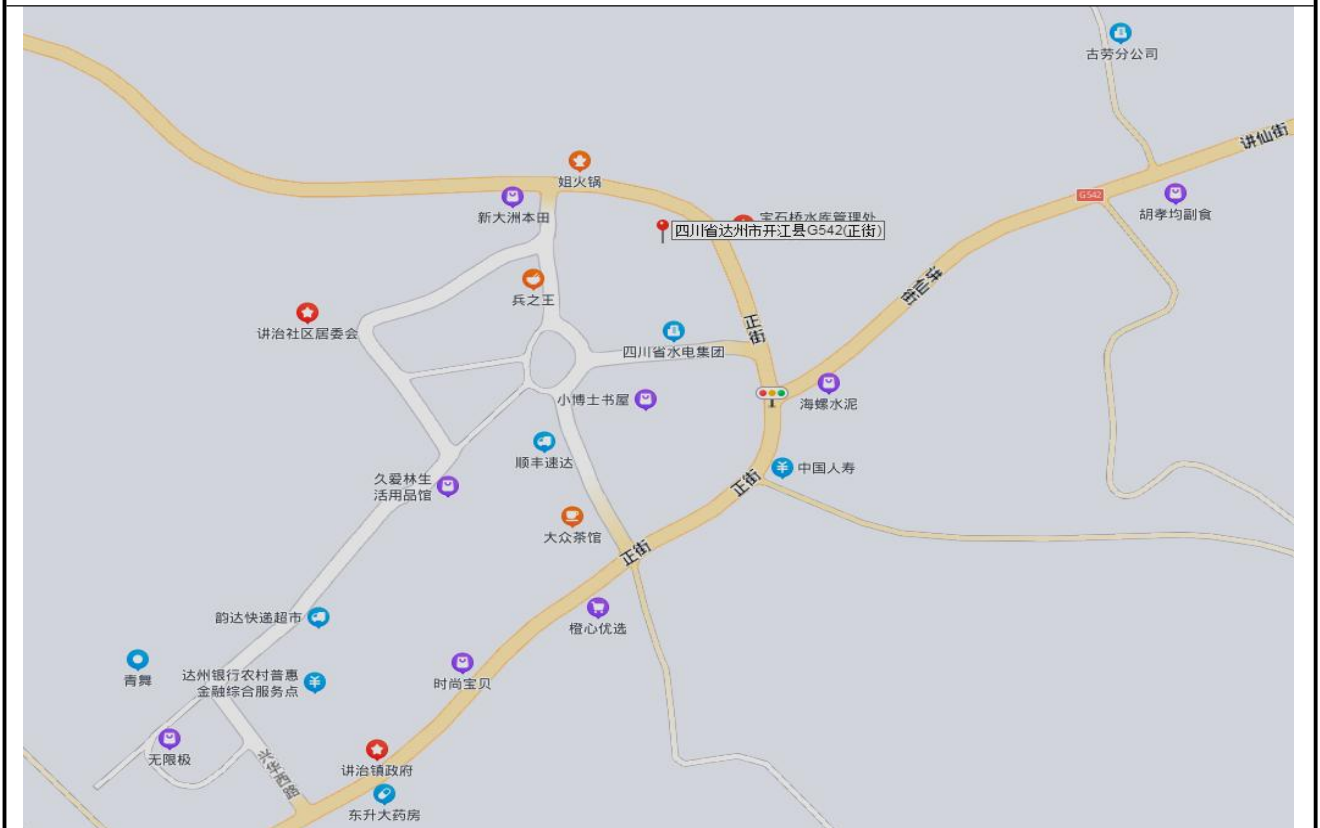 古劳分公司
讲仙街
姐火锅
G542
新大洲本田
宝石桥水库管理处
胡孝均副食
四川省达州市开江县G542(正街)
讲仙街
兵之王
讲治社区居委会
正街
四川省水电集团
小博士书屋
海螺水泥
顺丰速达
中国人寿
久爱林生
活用品馆
正街
大众茶馆
正街
韵达快递超市
橙心优选
青舞
达州银行农村普惠
金融综合服务点
时尚宝贝
无限极
兴华西路
讲治镇政府
东升大药房